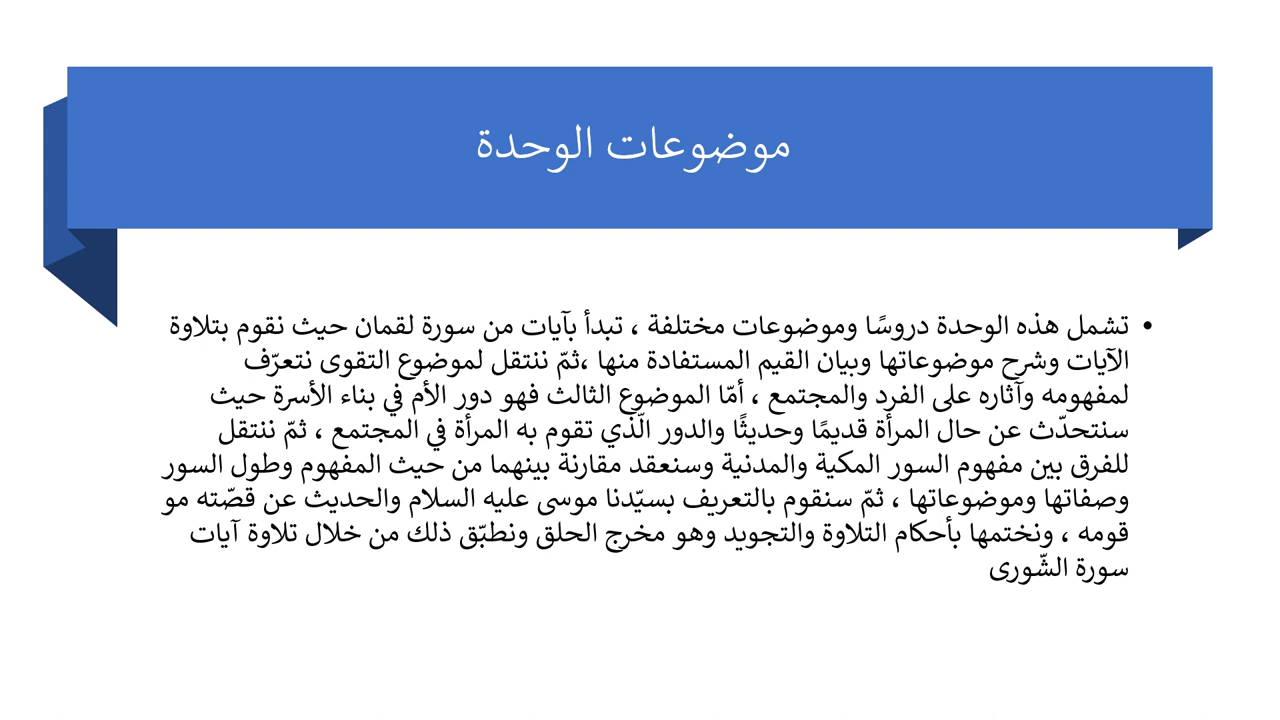 موضوعات الوحدة
• تشمل هذه الوحدة دروسًا وموضوعات مختلفة ، تبدأ بآيات من سورة لقمان حيث نقوم بتلاوة
الآيات وشرح موضوعاتها وبيان القيم المستفادة منها ،ثمّ ننتقل لموضوع التقوى نتعرّف
لمفهومه وآثاره على الفرد والمجتمع ، أمّا الموضوع الثالث فهو دور الأم في بناء الأسرة حيث
سنتحدّث عن حال المرأة قديمًا وحديثًا والدور الّذي تقوم به المرأة في المجتمع ، ثمّ ننتقل
للفرق بين مفهوم السور المكية والمدنية وسنعقد مقارنة بينهما من حيث المفهوم وطول السور
وصفاتها وموضوعاتها ، ثمّ سنقوم بالتعريف بسيّدنا موسى عليه السلام والحديث عن قصّته مو
قومه ، ونختمها بأحكام التلاوة والتجويد وهو مخرج الحلق ونطبّق ذلك من خلال تلاوة آيات
سورة الشّورى